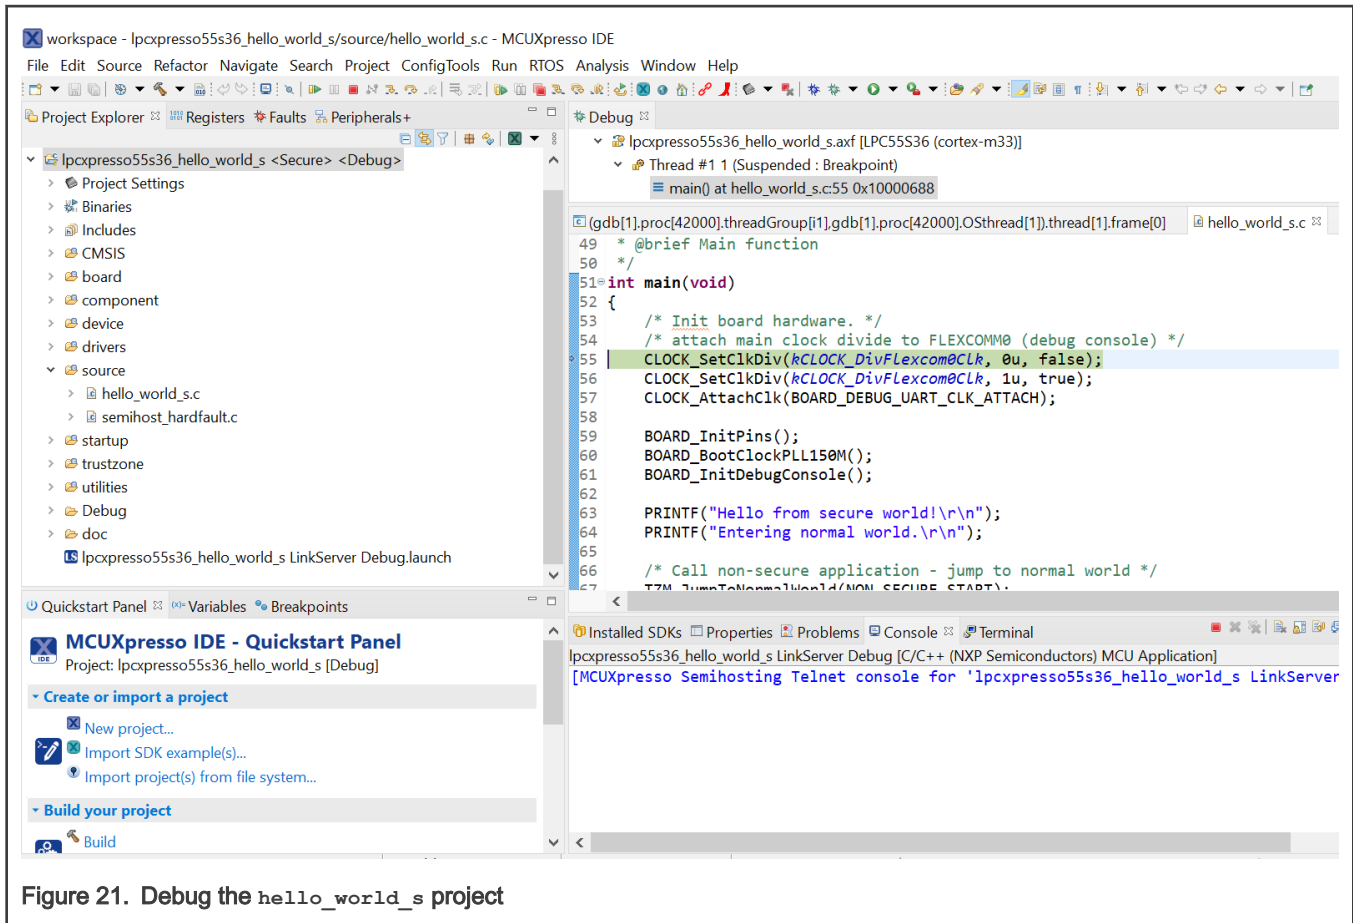 workspace - lpcxpresso55s36_hello_world_s/source/hello_world_s.c - MCUXpresso IDE
File Edit Source Refactor Navigate Search Project ConfigTools Run RTOS Analysis Window Help
Project Explorer Registers Faults Peripherals+
lpcxpresso55s36_hello_world_s <Secure> <Debug>
Project Settings
Binaries
Includes
CMSIS
board
component
device
drivers
source
hello_world_s.c
semihost_hardfault.c
startup
trustzone
utilities
Debug
doc
lpcxpresso55s36_hello_world_s LinkServer Debug.launch
Debug
lpcxpresso55s36_hello_world_s.axf [LPC55S36 (cortex-m33)]
Thread #1 1 (Suspended : Breakpoint)
main() at hello_world_s.c:55 0x10000688
(gdb[1].proc[42000].threadGroup[i1],gdb[1].proc[42000].OSthread[1]).thread[1].frame[0] hello_world_s.c
49 * @brief Main function
50 */
51 int main(void)
52 {
53 /* Init board hardware. */
54 /* attach main clock divide to FLEXCOMM0 (debug console) */
55 CLOCK_SetClkDiv(kCLOCK_DivFlexcom0Clk, 0u, false);
56 CLOCK_SetClkDiv(kCLOCK_DivFlexcom0Clk, 1u, true);
57 CLOCK_AttachClk(BOARD_DEBUG_UART_CLK_ATTACH);
58
59 BOARD_InitPins();
60 BOARD_BootClockPLL150M();
61 BOARD_InitDebugConsole();
62
63 PRINTF("Hello from secure world!\r\n");
64 PRINTF("Entering normal world.\r\n");
65
66 /* Call non-secure application - jump to normal world */
67 TZM_JumpToNormalWorld(NON_SECURE_START);
Quickstart Panel Variables Breakpoints
MCUXpresso IDE - Quickstart Panel
Project: lpcxpresso55s36_hello_world_s [Debug]
Create or import a project
New project...
Import SDK example(s)...
Import project(s) from file system...
Build your project
Build
Installed SDKs Properties Problems Console Terminal
lpcxpresso55s36_hello_world_s LinkServer Debug [C/C++ (NXP Semiconductors) MCU Application]
[MCUXpresso Semihosting Telnet console for 'lpcxpresso55s36_hello_world_s LinkServer
Figure 21. Debug the hello_world_s project